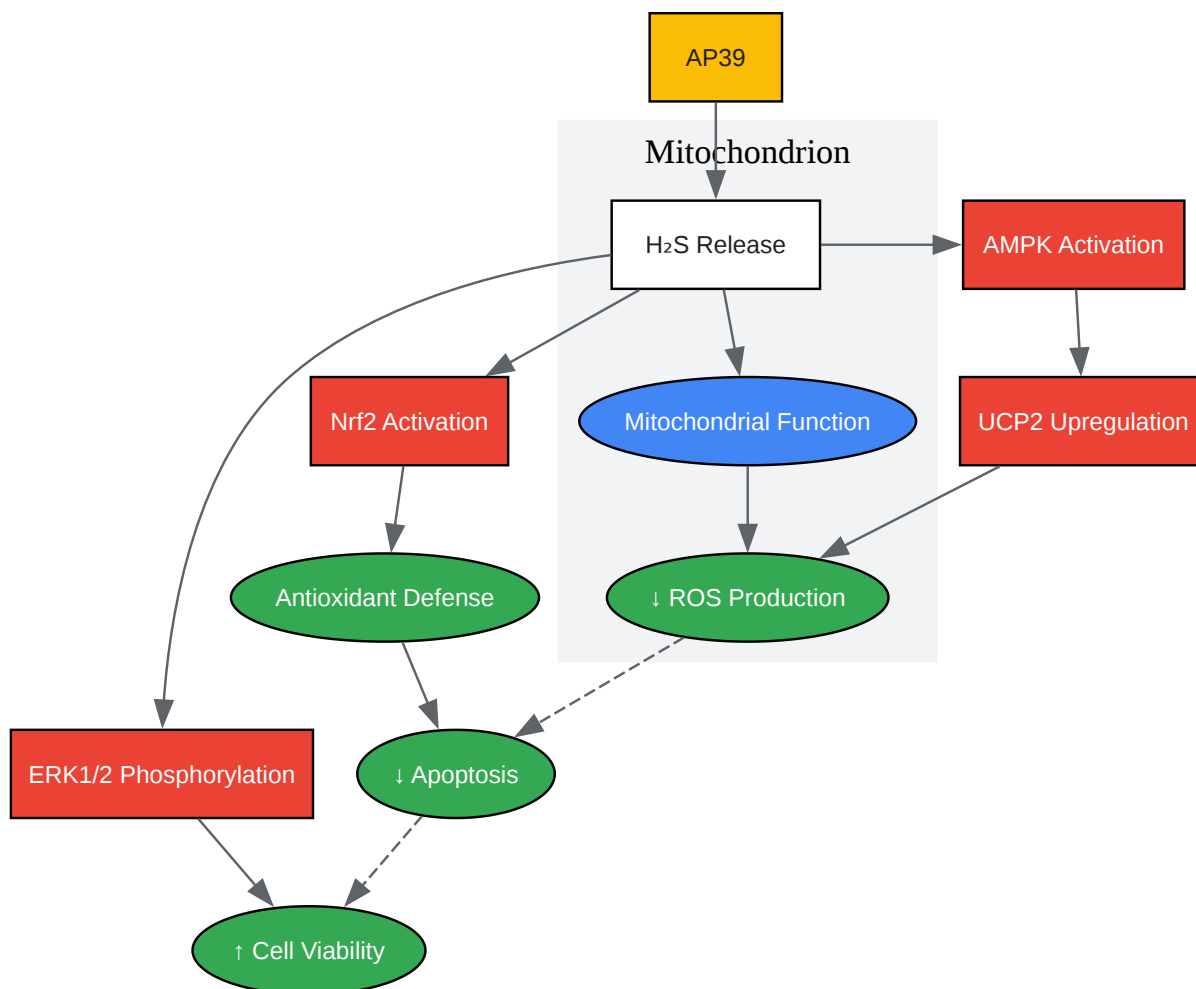 AP39
Mitochondrion
H₂S Release
AMPK Activation
Nrf2 Activation
Mitochondrial Function
UCP2 Upregulation
Antioxidant Defense
↓ ROS Production
ERK1/2 Phosphorylation
↓ Apoptosis
↑ Cell Viability